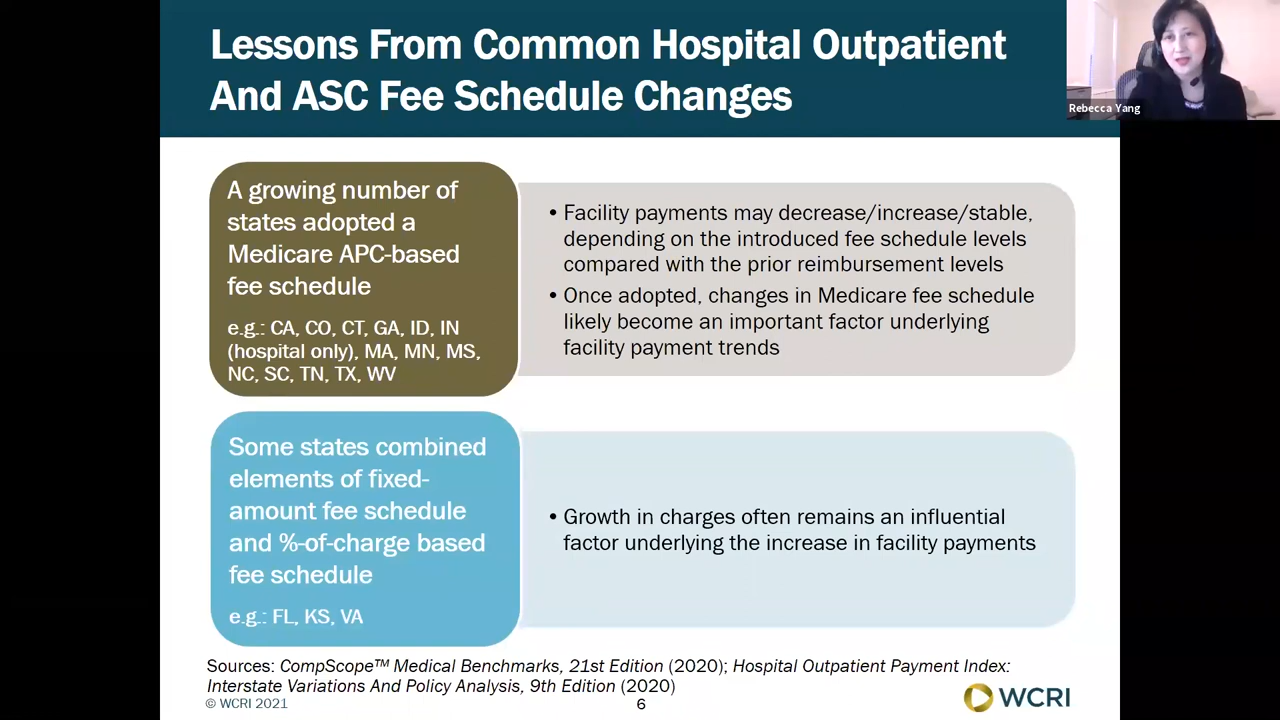 Lessons From Common Hospital Outpatient
And ASC Fee Schedule Changes
Rebecca Yang
A growing number of
states adopted a
Medicare APC-based
fee schedule
e.g.: CA, CO, CT, GA, ID, IN
(hospital only), MA, MN, MS,
NC, SC, TN, TX, WV
• Facility payments may decrease/increase/stable,
depending on the introduced fee schedule levels
compared with the prior reimbursement levels
• Once adopted, changes in Medicare fee schedule
likely become an important factor underlying
facility payment trends
Some states combined
elements of fixed-
amount fee schedule
and %-of-charge based
fee schedule
e.g.: FL, KS, VA
• Growth in charges often remains an influential
factor underlying the increase in facility payments
Sources: CompScope™ Medical Benchmarks, 21st Edition (2020); Hospital Outpatient Payment Index:
Interstate Variations And Policy Analysis, 9th Edition (2020)
© WCRI 2021
6
WCRI